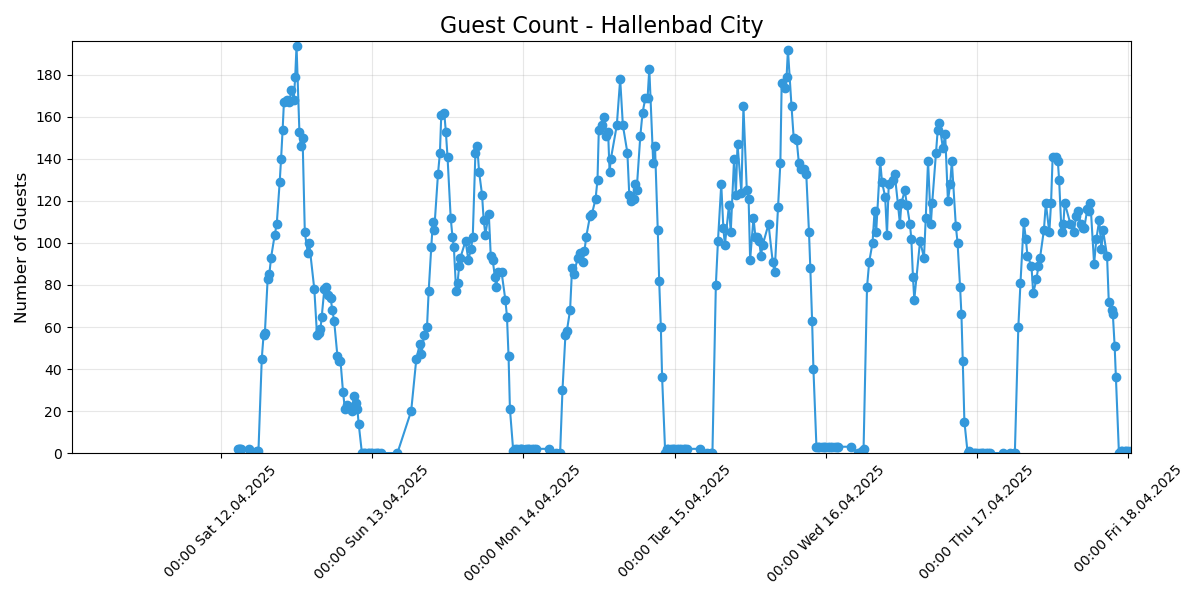 Guest Count - Hallenbad City
Number of Guests
180
160
140
120
100
80
60
40
20
0
00:00 Sat 12.04.2025
00:00 Sun 13.04.2025
00:00 Mon 14.04.2025
00:00 Tue 15.04.2025
00:00 Wed 16.04.2025
00:00 Thu 17.04.2025
00:00 Fri 18.04.2025